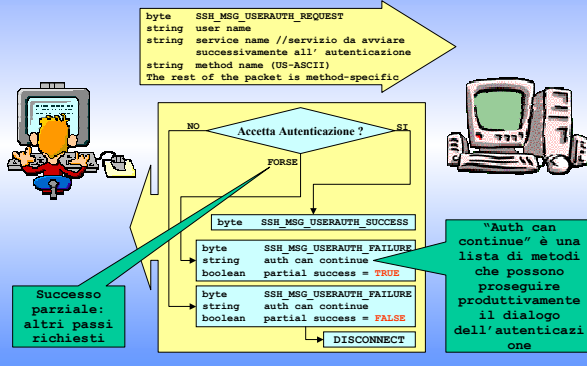 byte SSH_MSG_USERAUTH_REQUEST
string user name
string service name //servizio da avviare
successivamente all' autenticazione
string method name (US-ASCII)
The rest of the packet is method-specific
NO
Accetta Autenticazione ?
SI
FORSE
byte SSH_MSG_USERAUTH_SUCCESS
byte SSH_MSG_USERAUTH_FAILURE
string auth can continue
boolean partial success = TRUE
byte SSH_MSG_USERAUTH_FAILURE
string auth can continue
boolean partial success = FALSE
DISCONNECT
Successo
parziale:
altri passi
richiesti
"Auth can
continue" è una
lista di metodi
che possono
proseguire
produttivamente
il dialogo
dell'autenticazi
one